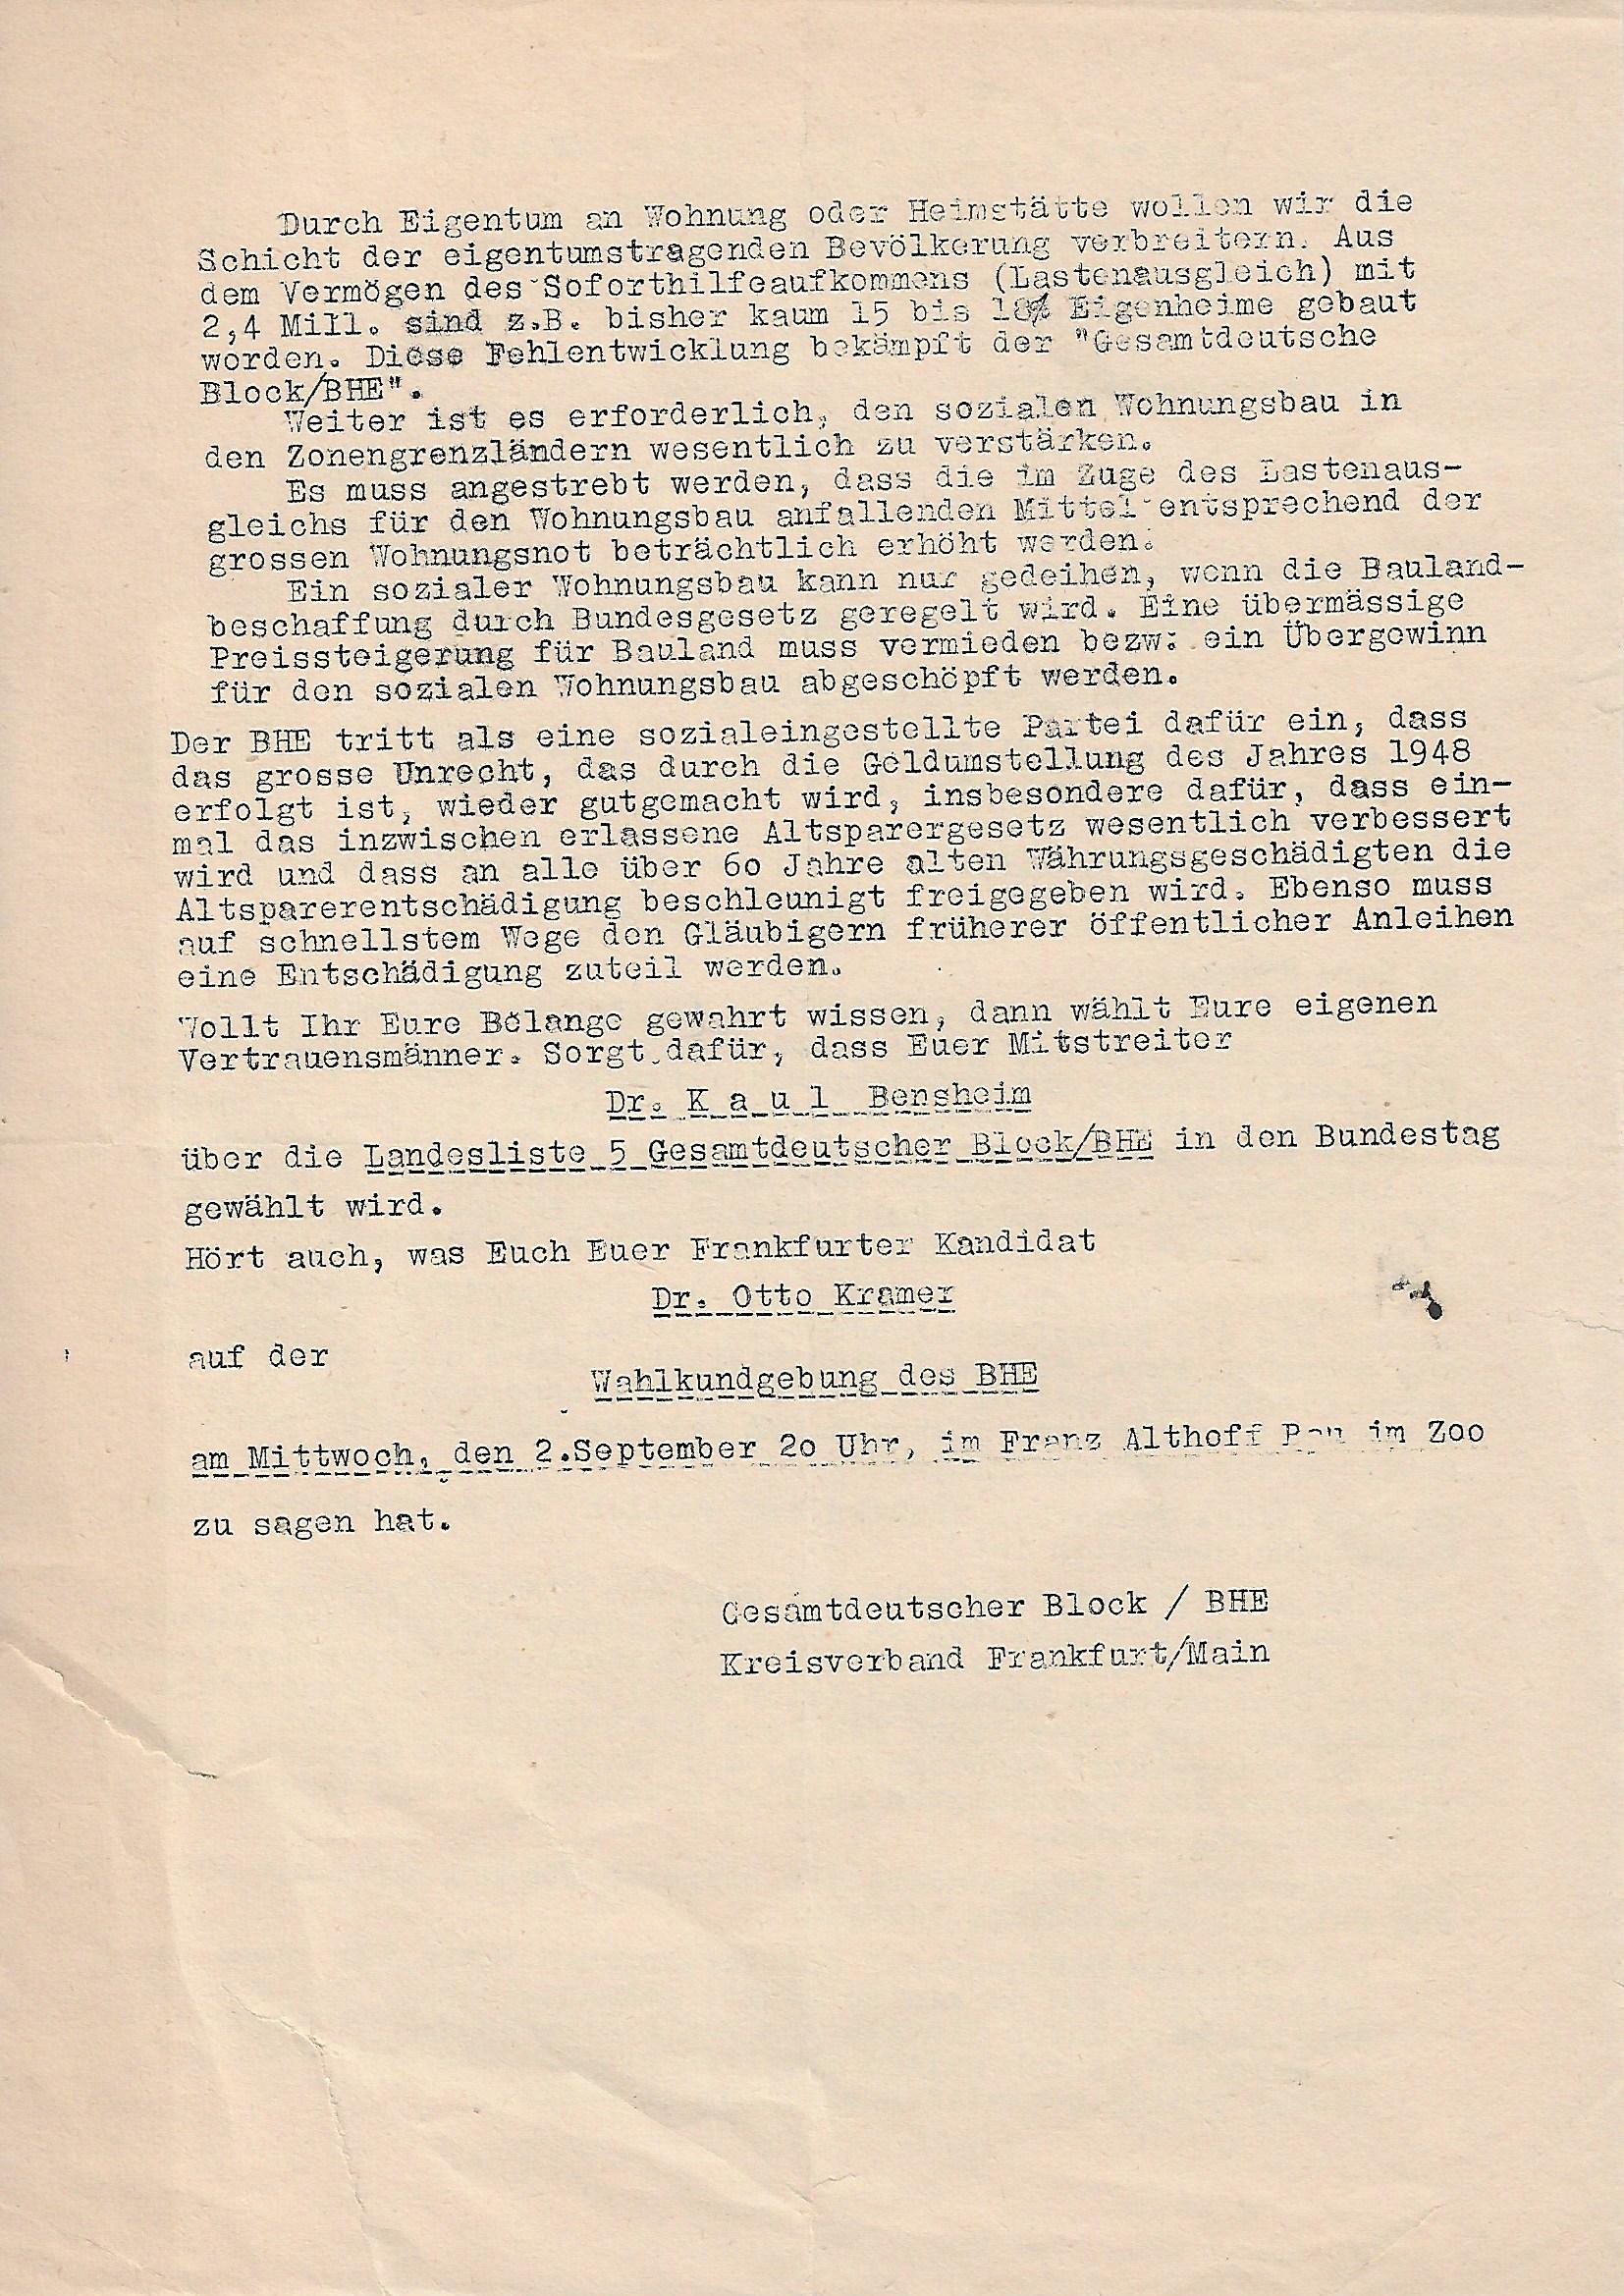 Durch Eigentum an Wohnung oder Heimstätte wollen wir die
Schicht der eigentumstragenden Bevölkerung verbreitern. Aus
dem Vermögen des Soforthilfeaufkommens (Lastenausgleich) mit
2,4 Mill. sind z.B. bisher kaum 15 bis 18% Eigenheime gebaut
worden. Diese Fehlentwicklung bekämpft der "Gesamtdeutsche
Block/BHE".
Weiter ist es erforderlich, den sozialen Wohnungsbau in
den Zonengrenzländern wesentlich zu verstärken.
Es muss angestrebt werden, dass die im Zuge des Lastenaus-
gleichs für den Wohnungsbau anfallenden Mittel entsprechend der
grossen Wohnungsnot beträchtlich erhöht werden.
Ein sozialer Wohnungsbau kann nur gedeihen, wenn die Bauland-
beschaffung durch Bundesgesetz geregelt wird. Eine übermässige
Preissteigerung für Bauland muss vermieden bezw. ein Übergewinn
für den sozialen Wohnungsbau abgeschöpft werden.
Der BHE tritt als eine sozialeingestellte Partei dafür ein, dass
das grosse Unrecht, das durch die Geldumstellung des Jahres 1948
erfolgt ist, wieder gutgemacht wird, insbesondere dafür, dass ein-
mal das inzwischen erlassene Altsparergesetz wesentlich verbessert
wird und dass an alle über 6o Jahre alten Währungsgeschädigten die
Altsparerentschädigung beschleunigt freigegeben wird. Ebenso muss
auf schnellstem Wege den Gläubigern früherer öffentlicher Anleihen
eine Entschädigung zuteil werden.
Wollt Ihr Eure Belange gewahrt wissen, dann wählt Eure eigenen
Vertrauensmänner. Sorgt dafür, dass Euer Mitstreiter
Dr. K a u l Bensheim
über die Landesliste 5 Gesamtdeutscher Block/BHE in den Bundestag
gewählt wird.
Hört auch, was Euch Euer Frankfurter Kandidat
Dr. Otto Kramer
auf der
Wahlkundgebung des BHE
am Mittwoch, den 2.September 2o Uhr, im Franz Althoff Bau im Zoo
zu sagen hat.
Gesamtdeutscher Block / BHE
Kreisverband Frankfurt/Main